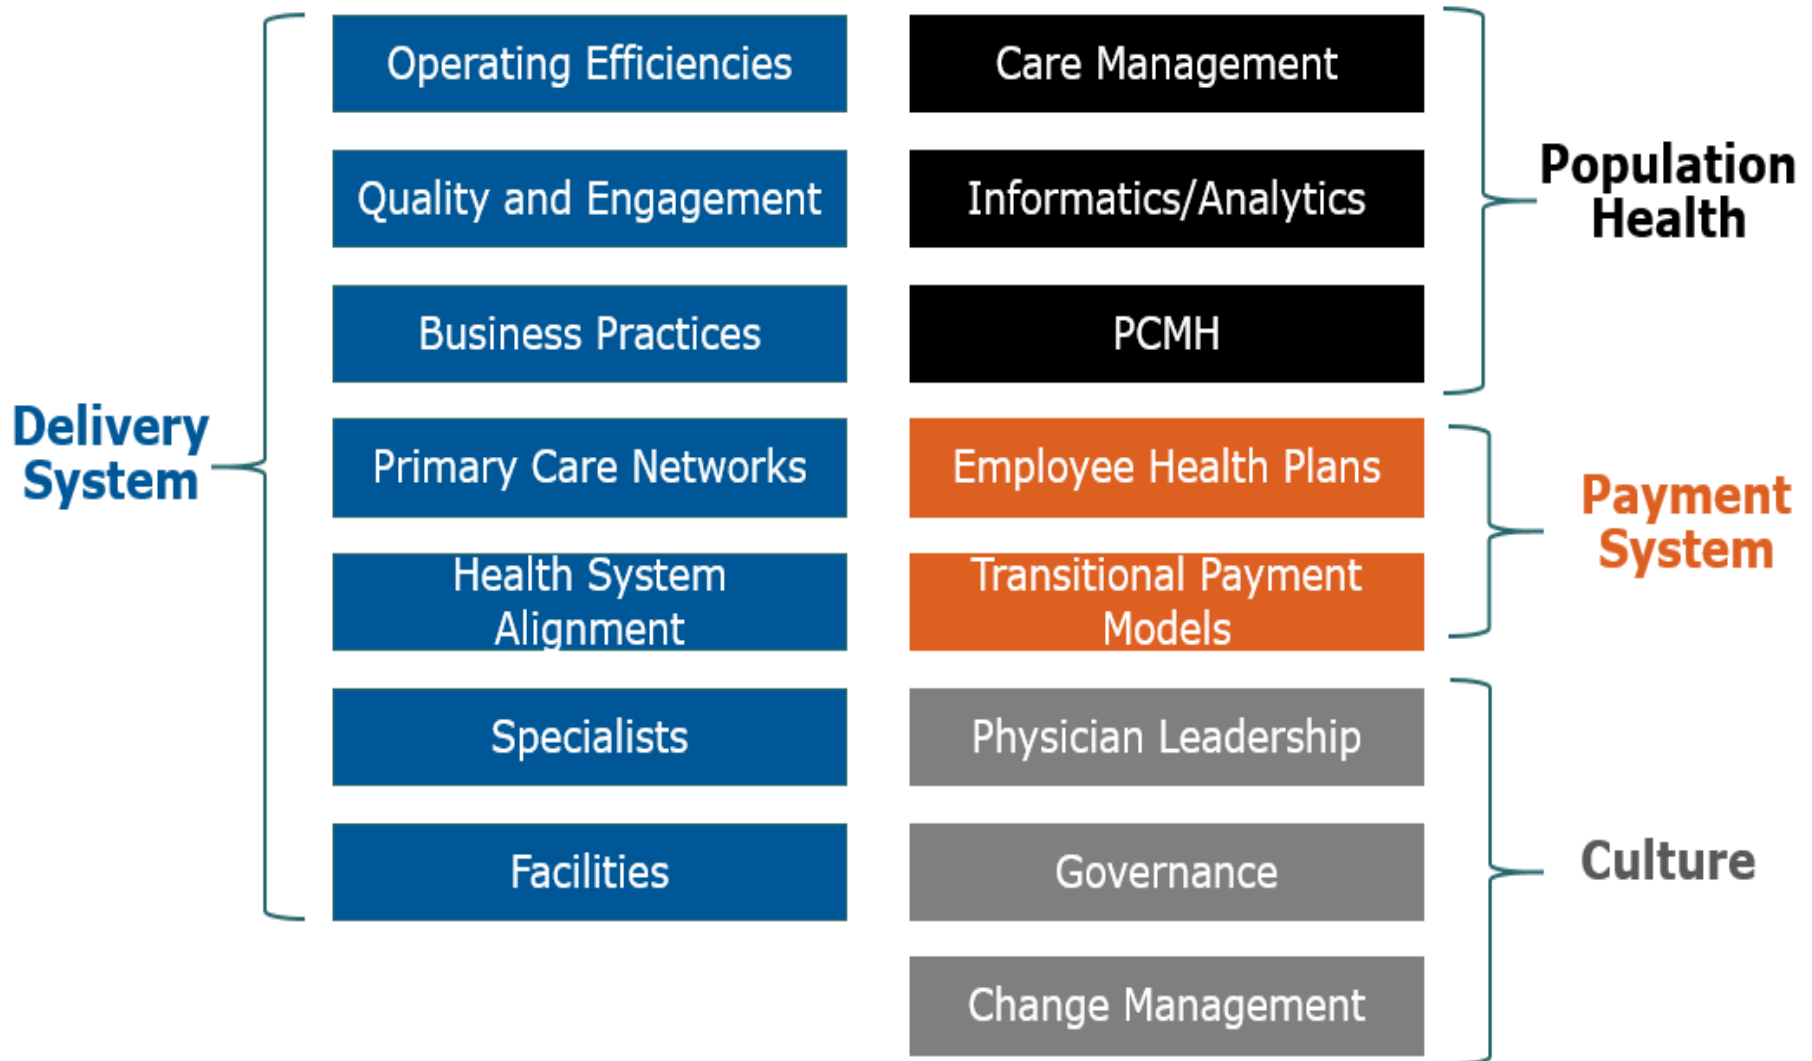 Delivery
System
Operating Efficiencies
Quality and Engagement
Business Practices
Primary Care Networks
Health System
Alignment
Specialists
Facilities
Care Management
Informatics/Analytics
PCMH
Population
Health
Employee Health Plans
Transitional Payment
Models
Payment
System
Physician Leadership
Governance
Change Management
Culture